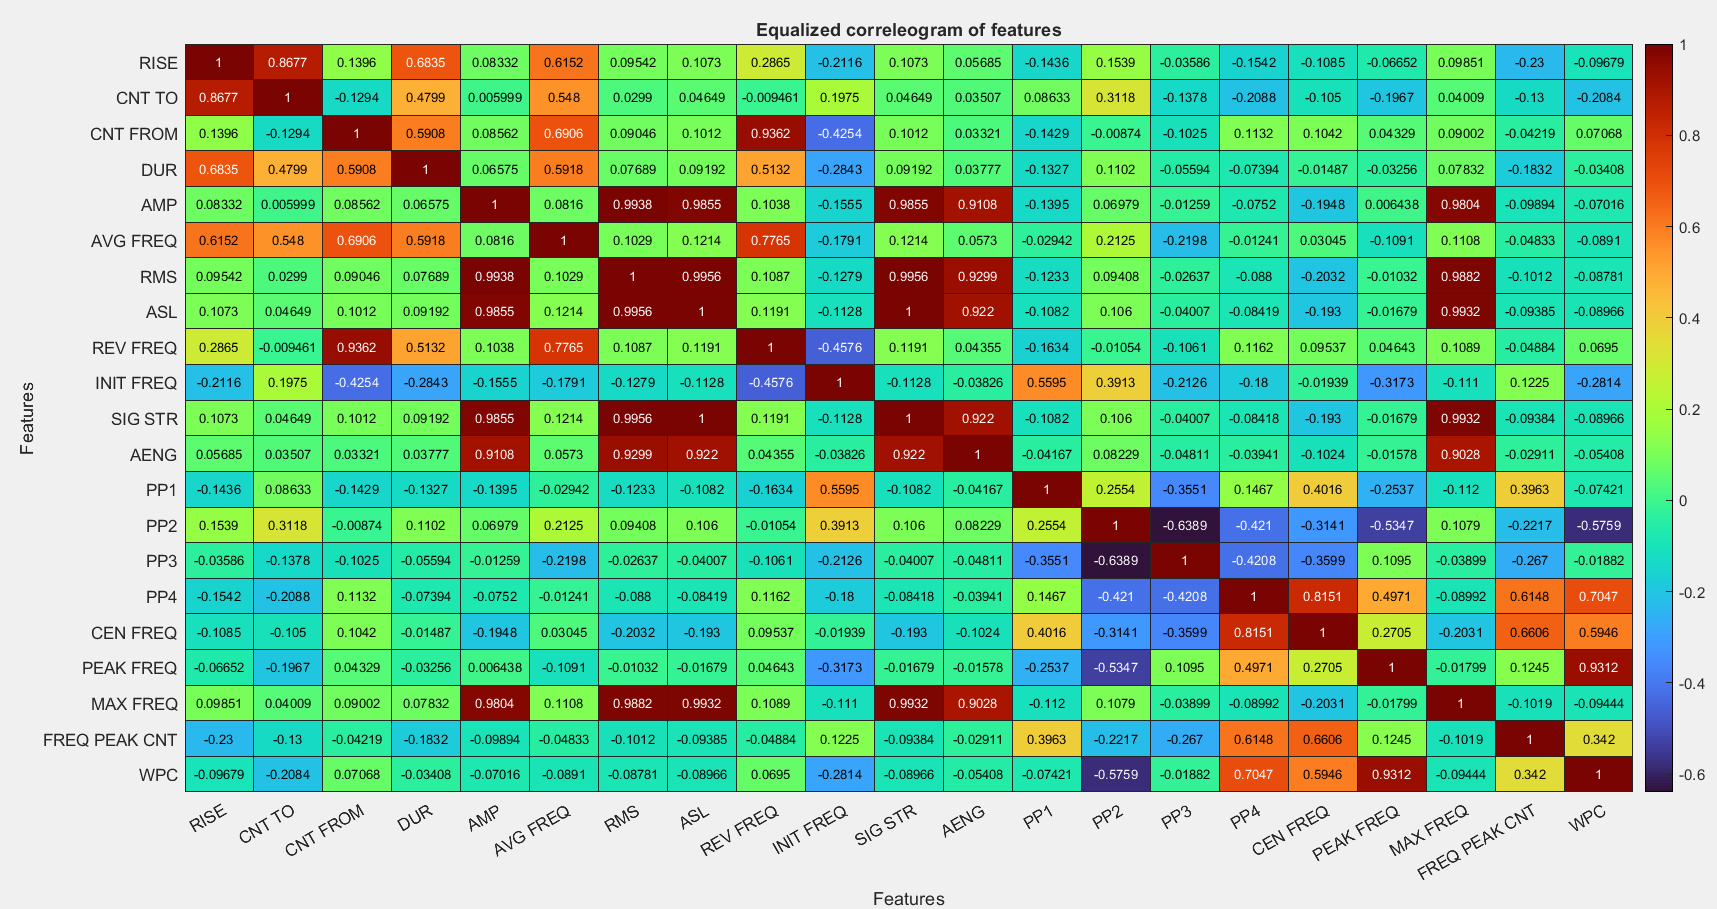 Equalized correleogram of features
RISE 1 0.8677 0.1396 0.6835 0.08332 0.6152 0.09542 0.1073 0.2865 -0.2116 0.1073 0.05685 -0.1436 0.1539 -0.03586 -0.1542 -0.1085 -0.06652 0.09851 -0.23 -0.09679
CNT TO 0.8677 1 -0.1294 0.4799 0.005999 0.548 0.0299 0.04649 -0.009461 0.1975 0.04649 0.03507 0.08633 0.3118 -0.1378 -0.2088 -0.105 -0.1967 0.04009 -0.13 -0.2084
CNT FROM 0.1396 -0.1294 1 0.5908 0.08562 0.6906 0.09046 0.1012 0.9362 -0.4254 0.1012 0.03321 -0.1429 -0.00874 -0.1025 0.1132 0.1042 0.04329 0.09002 -0.04219 0.07068
DUR 0.6835 0.4799 0.5908 1 0.06575 0.5918 0.07689 0.09192 0.5132 -0.2843 0.09192 0.03777 -0.1327 0.1102 -0.05594 -0.07394 -0.01487 -0.03256 0.07832 -0.1832 -0.03408
AMP 0.08332 0.005999 0.08562 0.06575 1 0.0816 0.9938 0.9855 0.1038 -0.1555 0.9855 0.9108 -0.1395 0.06979 -0.01259 -0.0752 -0.1948 0.006438 0.9804 -0.09894 -0.07016
AVG FREQ 0.6152 0.548 0.6906 0.5918 0.0816 1 0.1029 0.1214 0.7765 -0.1791 0.1214 0.0573 -0.02942 0.2125 -0.2198 -0.01241 0.03045 -0.1091 0.1108 -0.04833 -0.0891
RMS 0.09542 0.0299 0.09046 0.07689 0.9938 0.1029 1 0.9956 0.1087 -0.1279 0.9956 0.9299 -0.1233 0.09408 -0.02637 -0.088 -0.2032 -0.01032 0.9882 -0.1012 -0.08781
ASL 0.1073 0.04649 0.1012 0.09192 0.9855 0.1214 0.9956 1 0.1191 -0.1128 1 0.922 -0.1082 0.106 -0.04007 -0.08419 -0.193 -0.01679 0.9932 -0.09385 -0.08966
REV FREQ 0.2865 -0.009461 0.9362 0.5132 0.1038 0.7765 0.1087 0.1191 1 -0.4576 0.1191 0.04355 -0.1634 -0.01054 -0.1061 0.1162 0.09537 0.04643 0.1089 -0.04884 0.0695
INIT FREQ -0.2116 0.1975 -0.4254 -0.2843 -0.1555 -0.1791 -0.1279 -0.1128 -0.4576 1 -0.1128 -0.03826 0.5595 0.3913 -0.2126 -0.18 -0.01939 -0.3173 -0.111 0.1225 -0.2814
SIG STR 0.1073 0.04649 0.1012 0.09192 0.9855 0.1214 0.9956 1 0.1191 -0.1128 1 0.922 -0.1082 0.106 -0.04007 -0.08418 -0.193 -0.01679 0.9932 -0.09384 -0.08966
AENG 0.05685 0.03507 0.03321 0.03777 0.9108 0.0573 0.9299 0.922 0.04355 -0.03826 0.922 1 -0.04167 0.08229 -0.04811 -0.03941 -0.1024 -0.01578 0.9028 -0.02911 -0.05408
PP1 -0.1436 0.08633 -0.1429 -0.1327 -0.1395 -0.02942 -0.1233 -0.1082 -0.1634 0.5595 -0.1082 -0.04167 1 0.2554 -0.3551 0.1467 0.4016 -0.2537 -0.112 0.3963 -0.07421
PP2 0.1539 0.3118 -0.00874 0.1102 0.06979 0.2125 0.09408 0.106 -0.01054 0.3913 0.106 0.08229 0.2554 1 -0.6389 -0.421 -0.3141 -0.5347 0.1079 -0.2217 -0.5759
PP3 -0.03586 -0.1378 -0.1025 -0.05594 -0.01259 -0.2198 -0.02637 -0.04007 -0.1061 -0.2126 -0.04007 -0.04811 -0.3551 -0.6389 1 -0.4208 -0.3599 0.1095 -0.03899 -0.267 -0.01882
PP4 -0.1542 -0.2088 0.1132 -0.07394 -0.0752 -0.01241 -0.088 -0.08419 0.1162 -0.18 -0.08418 -0.03941 0.1467 -0.421 -0.4208 1 0.8151 0.4971 -0.08992 0.6148 0.7047
CEN FREQ -0.1085 -0.105 0.1042 -0.01487 -0.1948 0.03045 -0.2032 -0.193 0.09537 -0.01939 -0.193 -0.1024 0.4016 -0.3141 -0.3599 0.8151 1 0.2705 -0.2031 0.6606 0.5946
PEAK FREQ -0.06652 -0.1967 0.04329 -0.03256 0.006438 -0.1091 -0.01032 -0.01679 0.04643 -0.3173 -0.01679 -0.01578 -0.2537 -0.5347 0.1095 0.4971 0.2705 1 -0.01799 0.1245 0.9312
MAX FREQ 0.09851 0.04009 0.09002 0.07832 0.9804 0.1108 0.9882 0.9932 0.1089 -0.111 0.9932 0.9028 -0.112 0.1079 -0.03899 -0.08992 -0.2031 -0.01799 1 -0.1019 -0.09444
FREQ PEAK CNT -0.23 -0.13 -0.04219 -0.1832 -0.09894 -0.04833 -0.1012 -0.09385 -0.04884 0.1225 -0.09384 -0.02911 0.3963 -0.2217 -0.267 0.6148 0.6606 0.1245 -0.1019 1 0.342
WPC -0.09679 -0.2084 0.07068 -0.03408 -0.07016 -0.0891 -0.08781 -0.08966 0.0695 -0.2814 -0.08966 -0.05408 -0.07421 -0.5759 -0.01882 0.7047 0.5946 0.9312 -0.09444 0.342 1
RISE CNT TO CNT FROM DUR AMP AVG FREQ RMS ASL REV FREQ INIT FREQ SIG STR AENG PP1 PP2 PP3 PP4 CEN FREQ PEAK FREQ MAX FREQ FREQ PEAK CNT WPC
Features
Features
1
0.8
0.6
0.4
0.2
0
-0.2
-0.4
-0.6